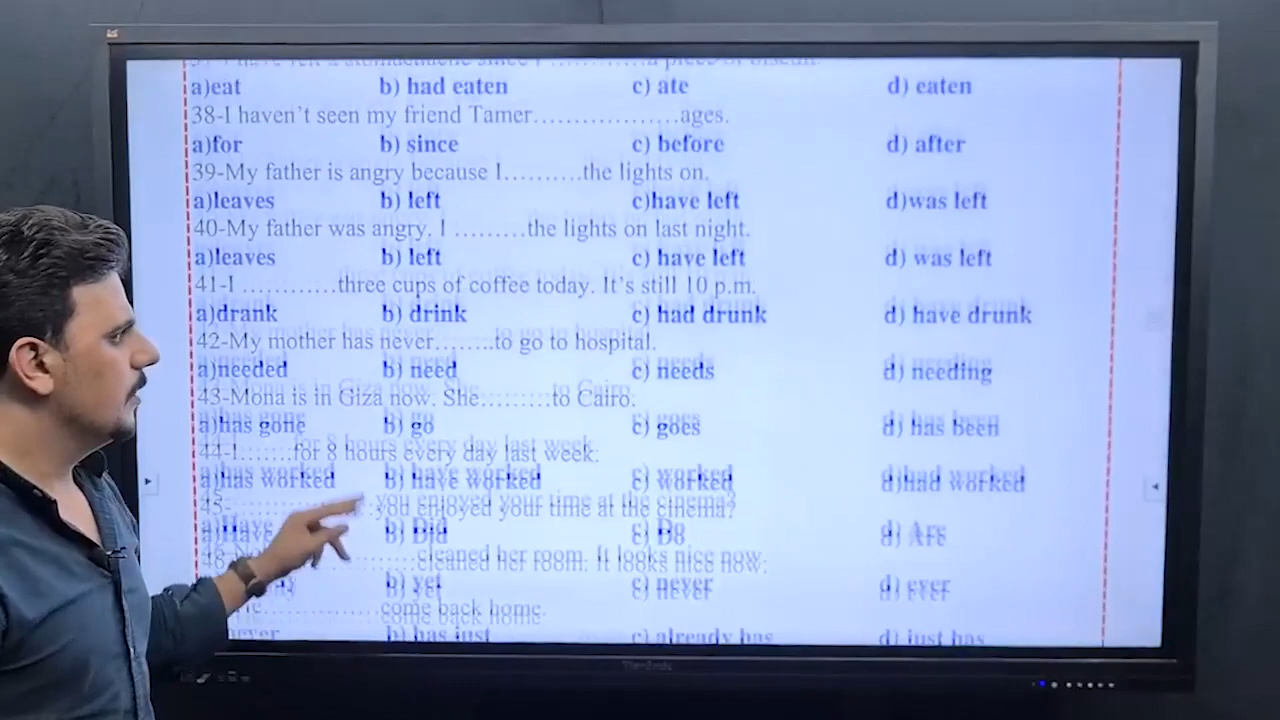 a)eat b) had eaten c) ate d) eaten
38-I haven't seen my friend Tamer……………….ages.
a)for b) since c) before d) after
39-My father is angry because I……….the lights on.
a)leaves b) left c)have left d)was left
40-My father was angry. I ………the lights on last night.
a)leaves b) left c) have left d) was left
41-I …………three cups of coffee today. It's still 10 p.m.
a)drank b) drink c) had drunk d) have drunk
42-My mother has never……..to go to hospital.
a)needed b) need c) needs d) needing
43-Mona is in Giza now. She………to Cairo.
a)has gone b) go c) goes d) has been
44-I…….for 8 hours every day last week.
a)has worked b) have worked c) worked d)had worked
45-……………you enjoyed your time at the cinema?
a)Have b) Did c) Do d) Are
46-…………cleaned her room. It looks nice now.
b) yet c) never d) ever
……………come back home.
never b) has just c) already has d) just has
ViewSonic